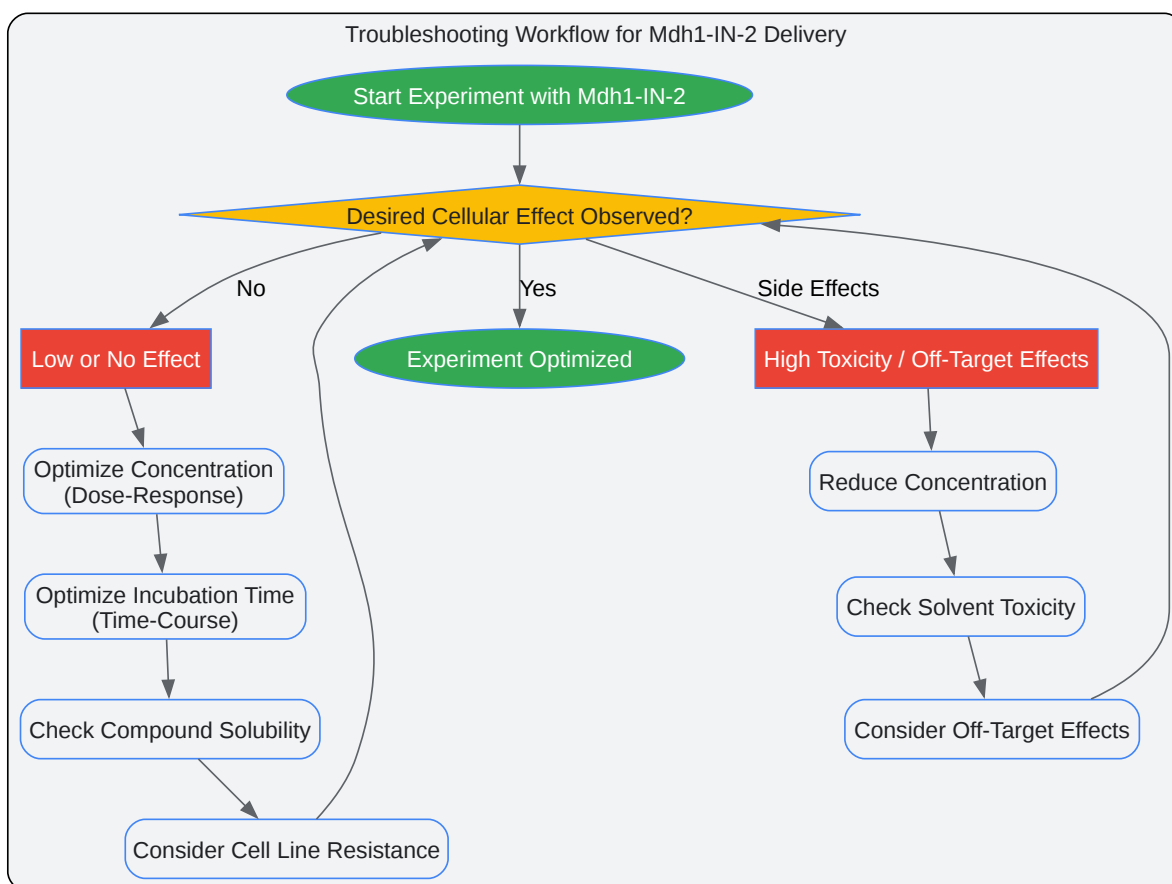 Troubleshooting Workflow for Mdh1-IN-2 Delivery
Start Experiment with Mdh1-IN-2
Desired Cellular Effect Observed?
No
Yes
Side Effects
Low or No Effect
Experiment Optimized
High Toxicity / Off-Target Effects
Optimize Concentration
(Dose-Response)
Reduce Concentration
Optimize Incubation Time
(Time-Course)
Check Solvent Toxicity
Check Compound Solubility
Consider Off-Target Effects
Consider Cell Line Resistance